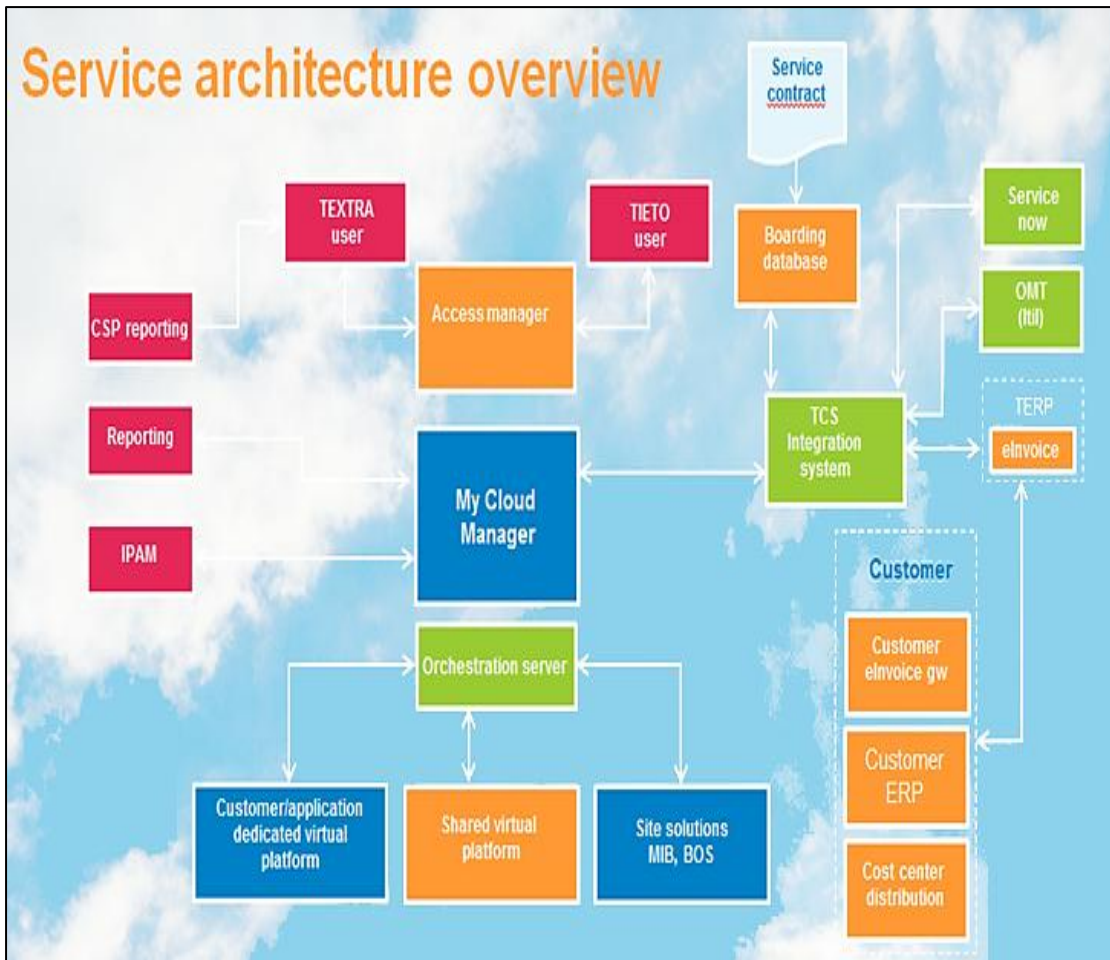 Service architecture overview
Service
contract
TEXTRA
user
TIETO
user
Boarding
database
Service
now
OMT
(Itil)
CSP reporting
Access manager
Reporting
TCS
Integration
system
TERP
eInvoice
My Cloud
Manager
IPAM
Customer
Customer
eInvoice gw
Orchestration server
Customer
ERP
Customer/application
dedicated virtual
platform
Shared virtual
platform
Site solutions
MIB, BOS
Cost center
distribution